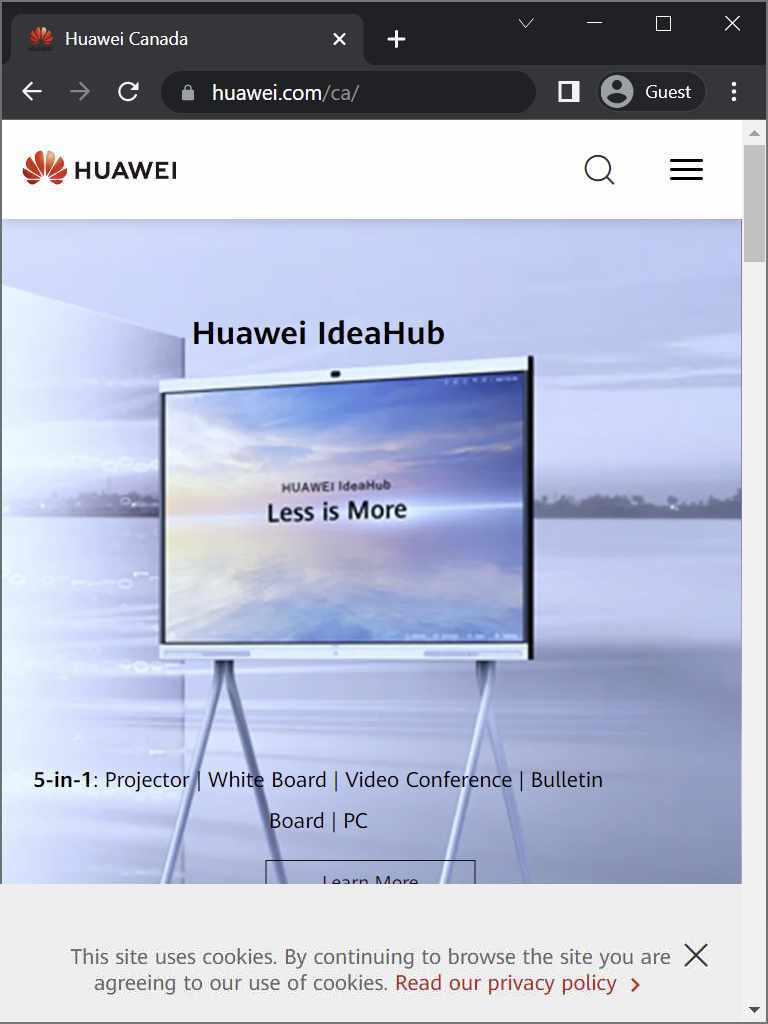 Huawei Canada
huawei.com/ca/
Guest
HUAWEI
Huawei IdeaHub
HUAWEI IdeaHub
Less is More
5-in-1: Projector | White Board | Video Conference | Bulletin
Board | PC
Learn More
This site uses cookies. By continuing to browse the site you are
agreeing to our use of cookies. Read our privacy policy